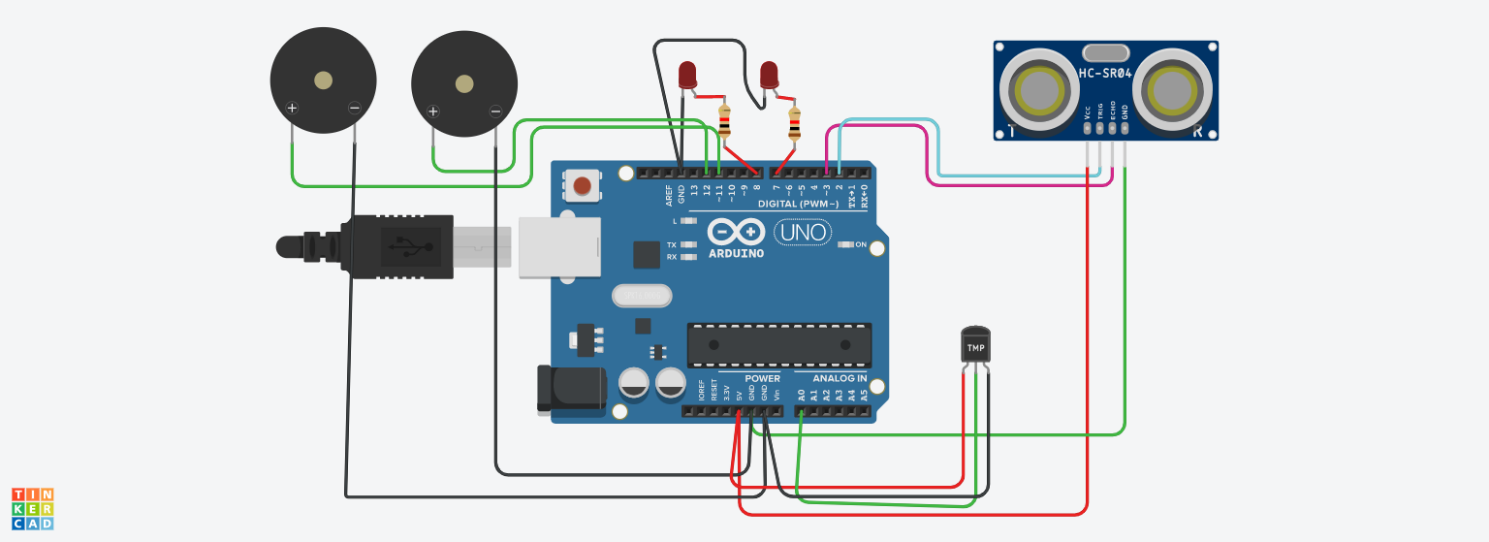 + −
+ −
HC-SR04
VCC TRIG ECHO GND
T R
AREF GND 13 12 ~11 ~10 ~9 8 7 ~6 ~5 4 ~3 2 TX→1 RX←0
DIGITAL (PWM~)
L
TX
RX
ARDUINO
UNO
ON
TMP
POWER ANALOG IN
IOREF RESET 3.3V 5V GND GND Vin A0 A1 A2 A3 A4 A5
TIN
KER
CAD